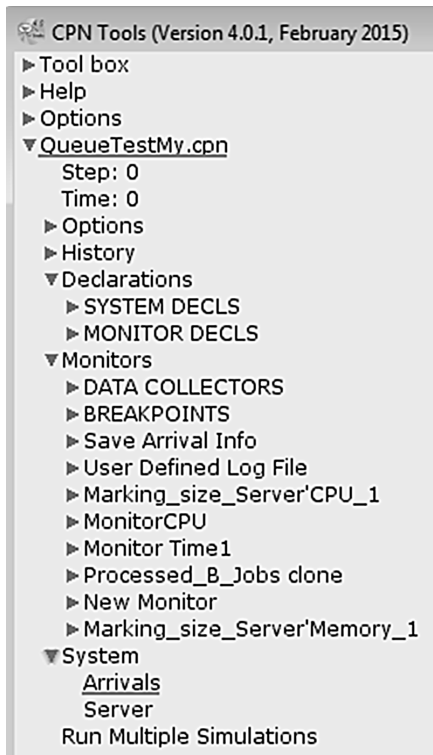 CPN Tools (Version 4.0.1, February 2015)
Tool box
Help
Options
QueueTestMy.cpn
Step: 0
Time: 0
Options
History
Declarations
SYSTEM DECLS
MONITOR DECLS
Monitors
DATA COLLECTORS
BREAKPOINTS
Save Arrival Info
User Defined Log File
Marking_size_Server'CPU_1
MonitorCPU
Monitor Time1
Processed_B_Jobs clone
New Monitor
Marking_size_Server'Memory_1
System
Arrivals
Server
Run Multiple Simulations